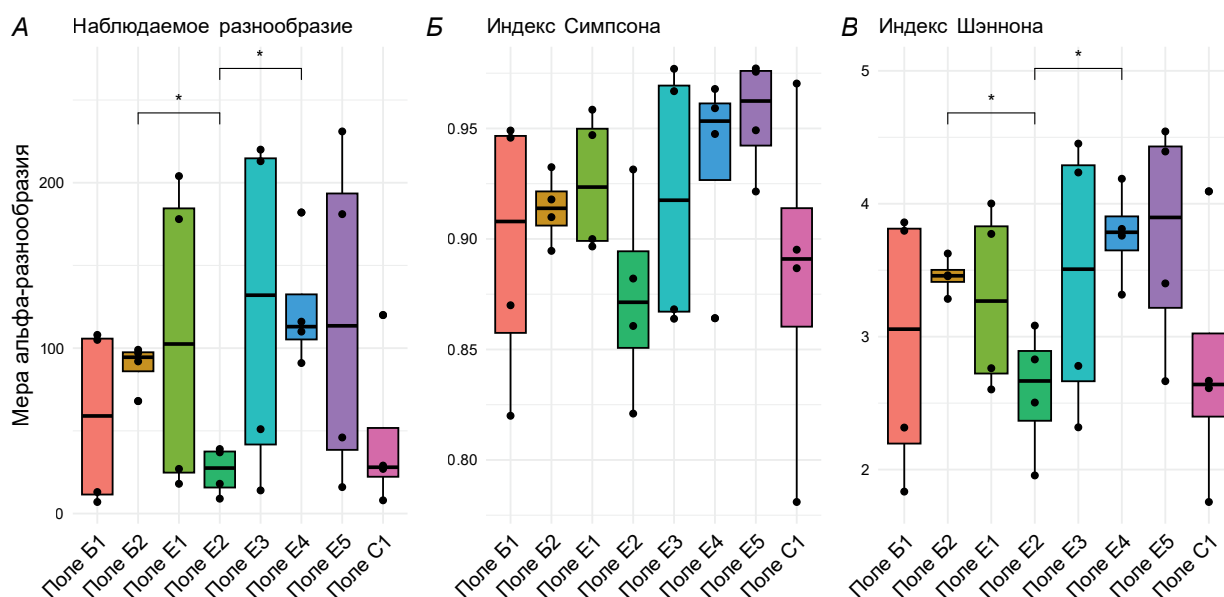 А Наблюдаемое разнообразие
Б Индекс Симпсона
В Индекс Шэннона
Мера альфа-разнообразия
0
100
200
*
*
Поле Б1
Поле Б2
Поле Е1
Поле Е2
Поле Е3
Поле Е4
Поле Е5
Поле С1
0.80
0.85
0.90
0.95
Поле Б1
Поле Б2
Поле Е1
Поле Е2
Поле Е3
Поле Е4
Поле Е5
Поле С1
2
3
4
5
*
*
Поле Б1
Поле Б2
Поле Е1
Поле Е2
Поле Е3
Поле Е4
Поле Е5
Поле С1